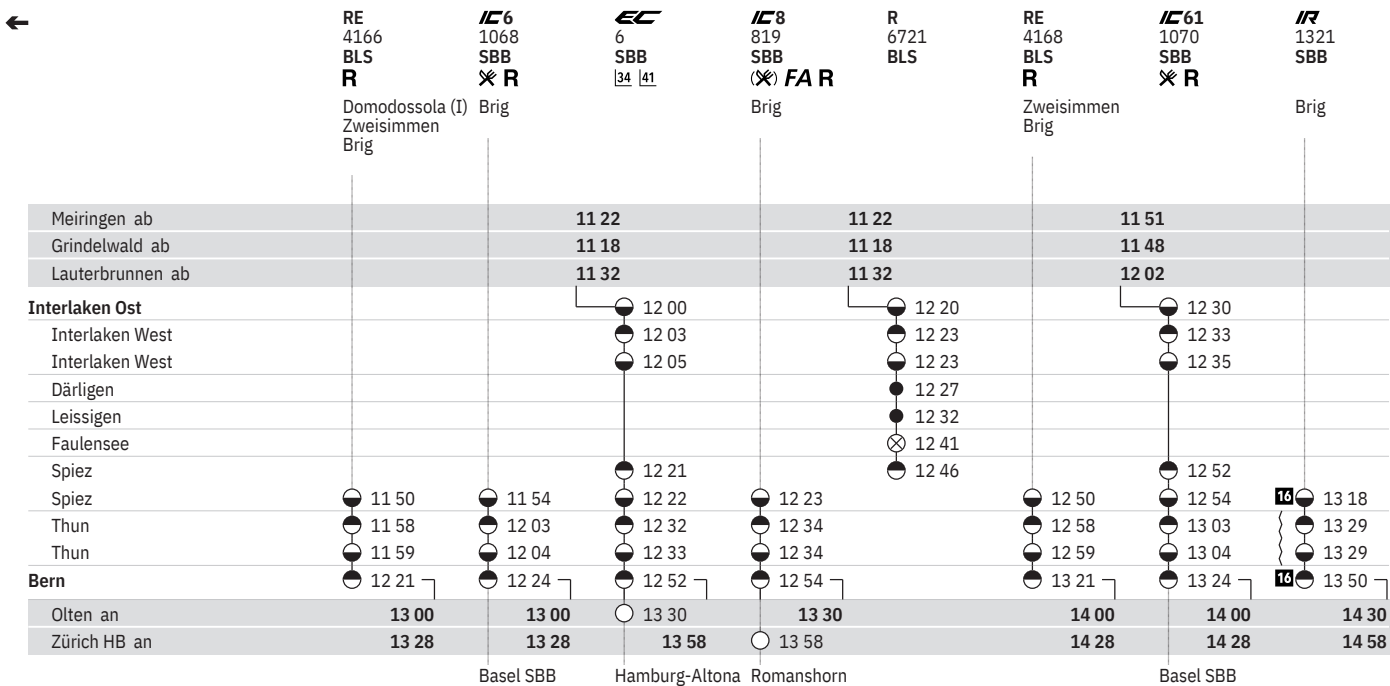 RE IC6 EC IC8 R RE IC61 IR
4166 1068 6 819 6721 4168 1070 1321
BLS SBB SBB SBB BLS BLS SBB SBB
R R 34 41 ( ) FA R R R
Domodossola (I) Brig Brig Zweisimmen Brig
Zweisimmen Brig
Brig
Meiringen ab 11 22 11 22 11 51
Grindelwald ab 11 18 11 18 11 48
Lauterbrunnen ab 11 32 11 32 12 02
Interlaken Ost 12 00 12 20 12 30
Interlaken West 12 03 12 23 12 33
Interlaken West 12 05 12 23 12 35
Därligen 12 27
Leissigen 12 32
Faulensee 12 41
Spiez 12 21 12 46 12 52
Spiez 11 50 11 54 12 22 12 23 12 50 12 54 16 13 18
Thun 11 58 12 03 12 32 12 34 12 58 13 03 13 29
Thun 11 59 12 04 12 33 12 34 12 59 13 04 13 29
Bern 12 21 12 24 12 52 12 54 13 21 13 24 16 13 50
Olten an 13 00 13 00 13 30 13 30 14 00 14 00 14 30
Zürich HB an 13 28 13 28 13 58 13 58 14 28 14 28 14 58
Basel SBB Hamburg-Altona Romanshorn Basel SBB